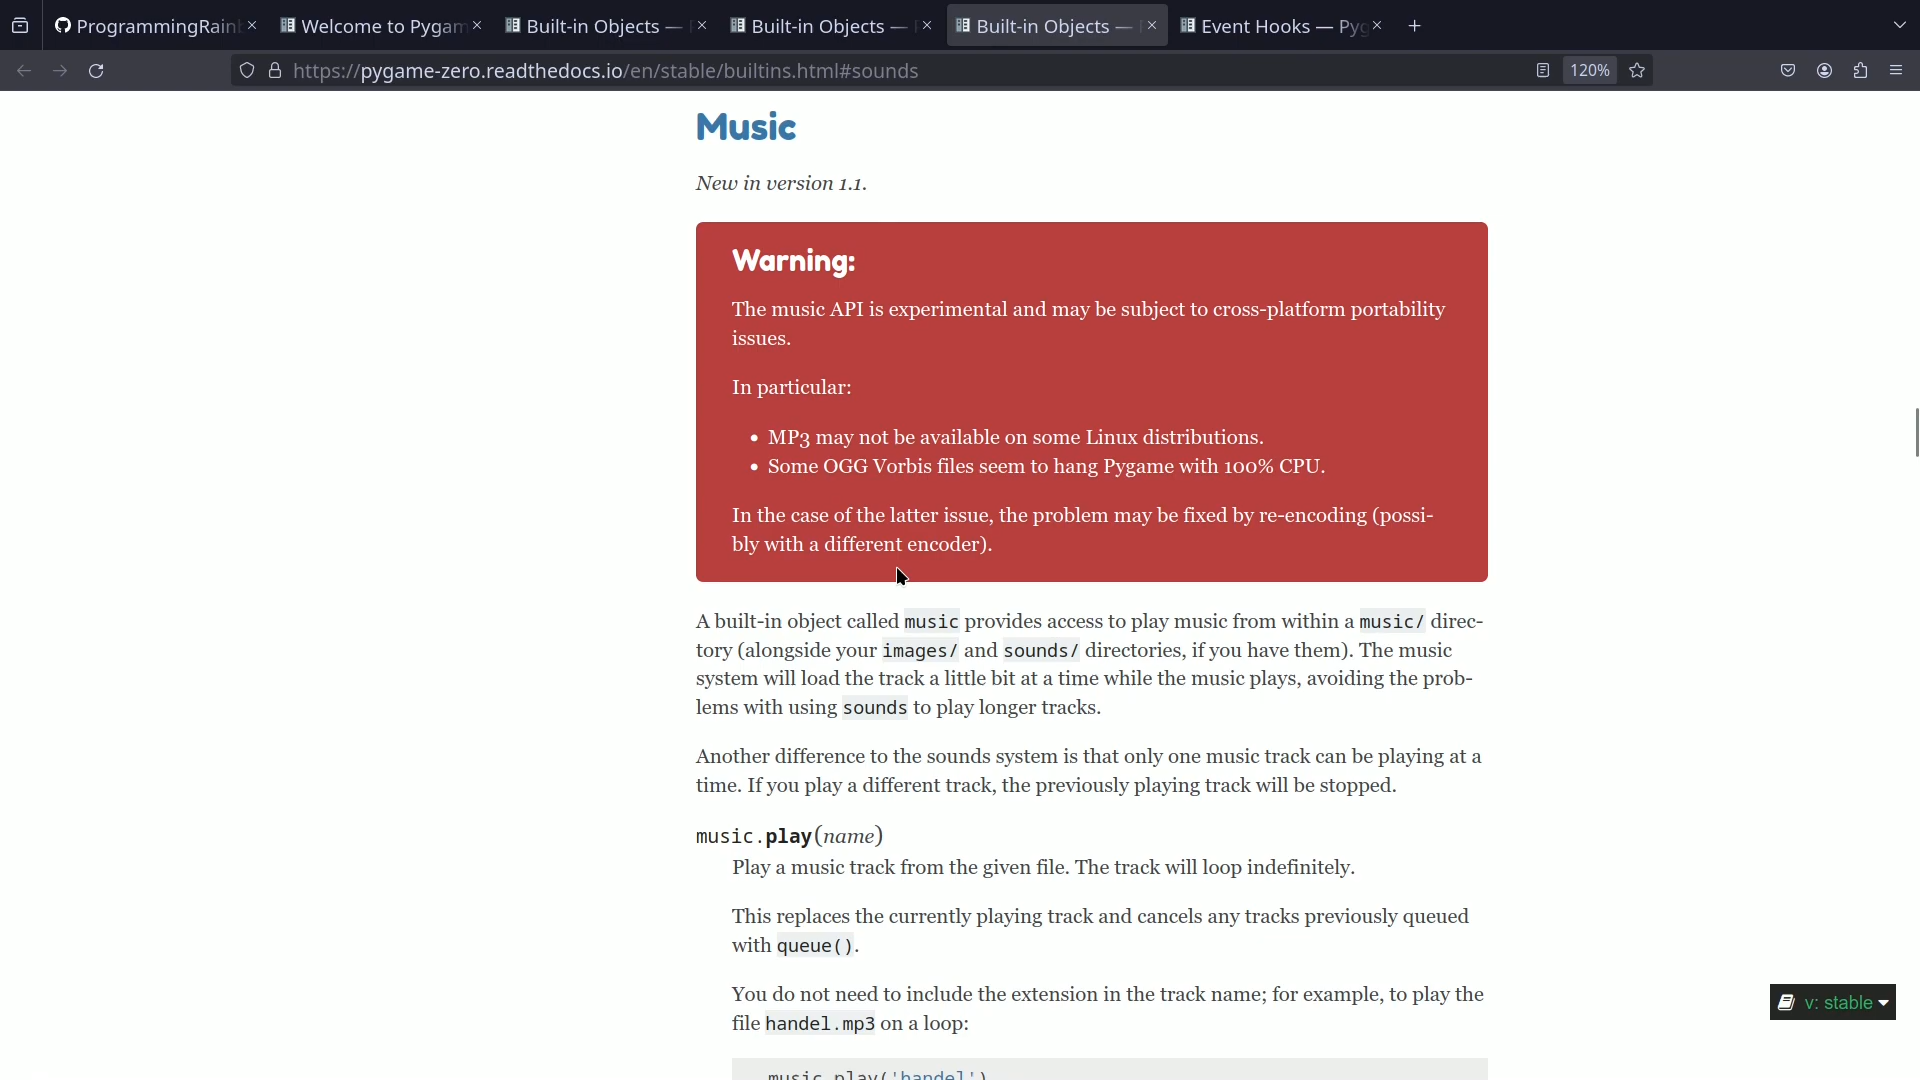 ProgrammingRain
Welcome to Pygam
Built-in Objects —
Built-in Objects —
Built-in Objects —
Event Hooks — Pyg
https://pygame-zero.readthedocs.io/en/stable/builtins.html#sounds
120%
Music
New in version 1.1.
Warning:
The music API is experimental and may be subject to cross-platform portability
issues.
In particular:
• MP3 may not be available on some Linux distributions.
• Some OGG Vorbis files seem to hang Pygame with 100% CPU.
In the case of the latter issue, the problem may be fixed by re-encoding (possi-
bly with a different encoder).
A built-in object called music provides access to play music from within a music/ direc-
tory (alongside your images/ and sounds/ directories, if you have them). The music
system will load the track a little bit at a time while the music plays, avoiding the prob-
lems with using sounds to play longer tracks.
Another difference to the sounds system is that only one music track can be playing at a
time. If you play a different track, the previously playing track will be stopped.
music.play(name)
Play a music track from the given file. The track will loop indefinitely.
This replaces the currently playing track and cancels any tracks previously queued
with queue().
You do not need to include the extension in the track name; for example, to play the
file handel.mp3 on a loop:
music.play('handel')
v: stable